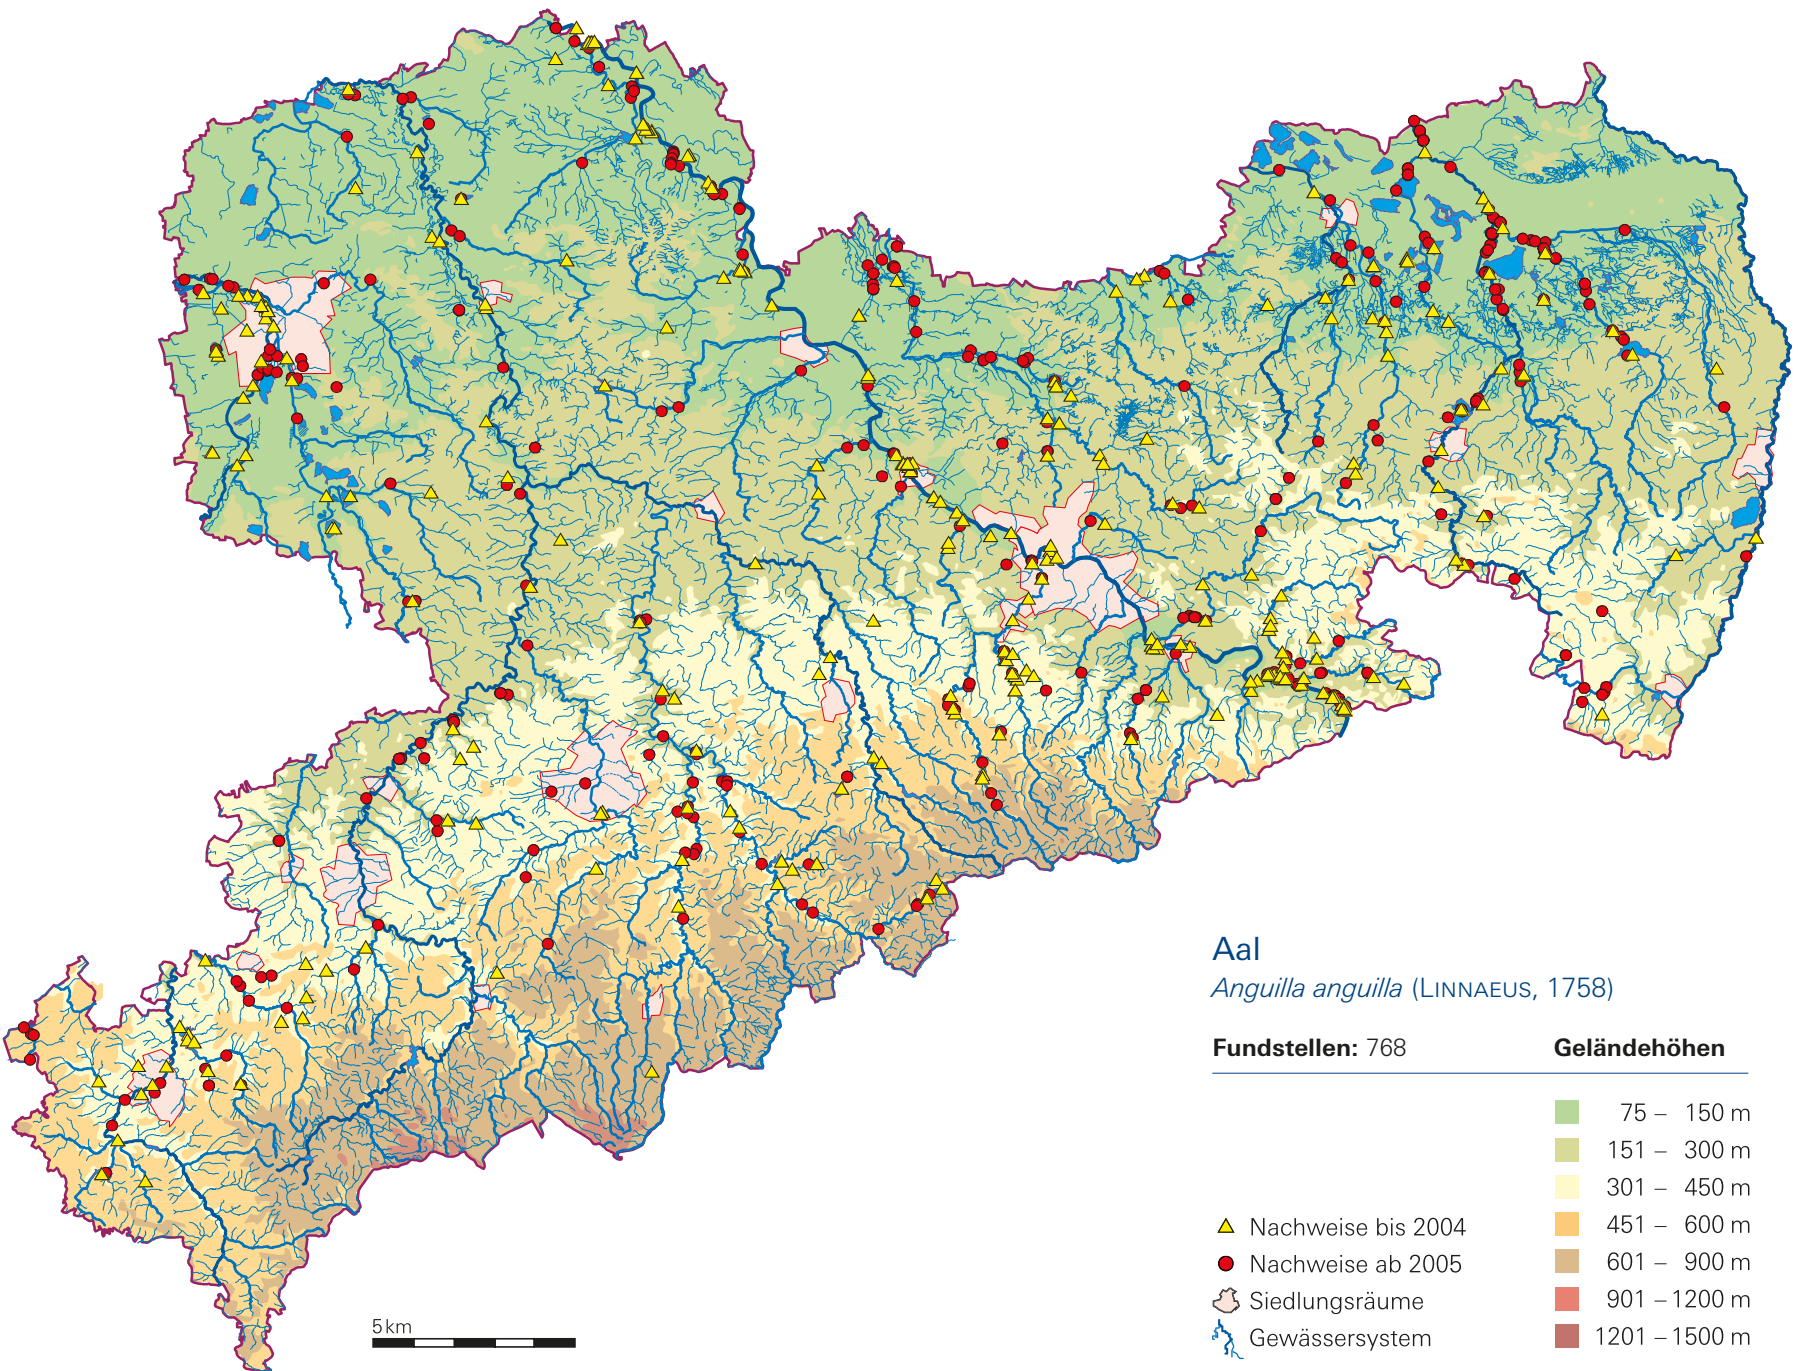 Aal
Anguilla anguilla (LINNAEUS, 1758)
Fundstellen: 768
Geländehöhen
75 – 150 m
151 – 300 m
301 – 450 m
451 – 600 m
601 – 900 m
901 – 1200 m
1201 – 1500 m
Nachweise bis 2004
Nachweise ab 2005
Siedlungsräume
Gewässersystem
5 km